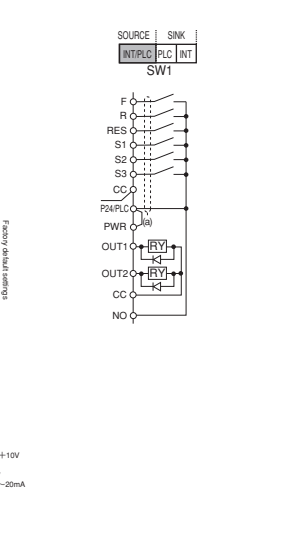 SOURCE SINK
INT/PLC PLC INT
SW1
F
R
RES
S1
S2
S3
CC
P24/PLC
(a)
PWR
OUT1 RY
OUT2 RY
CC
NO
Factory default settings
+10V
~20mA